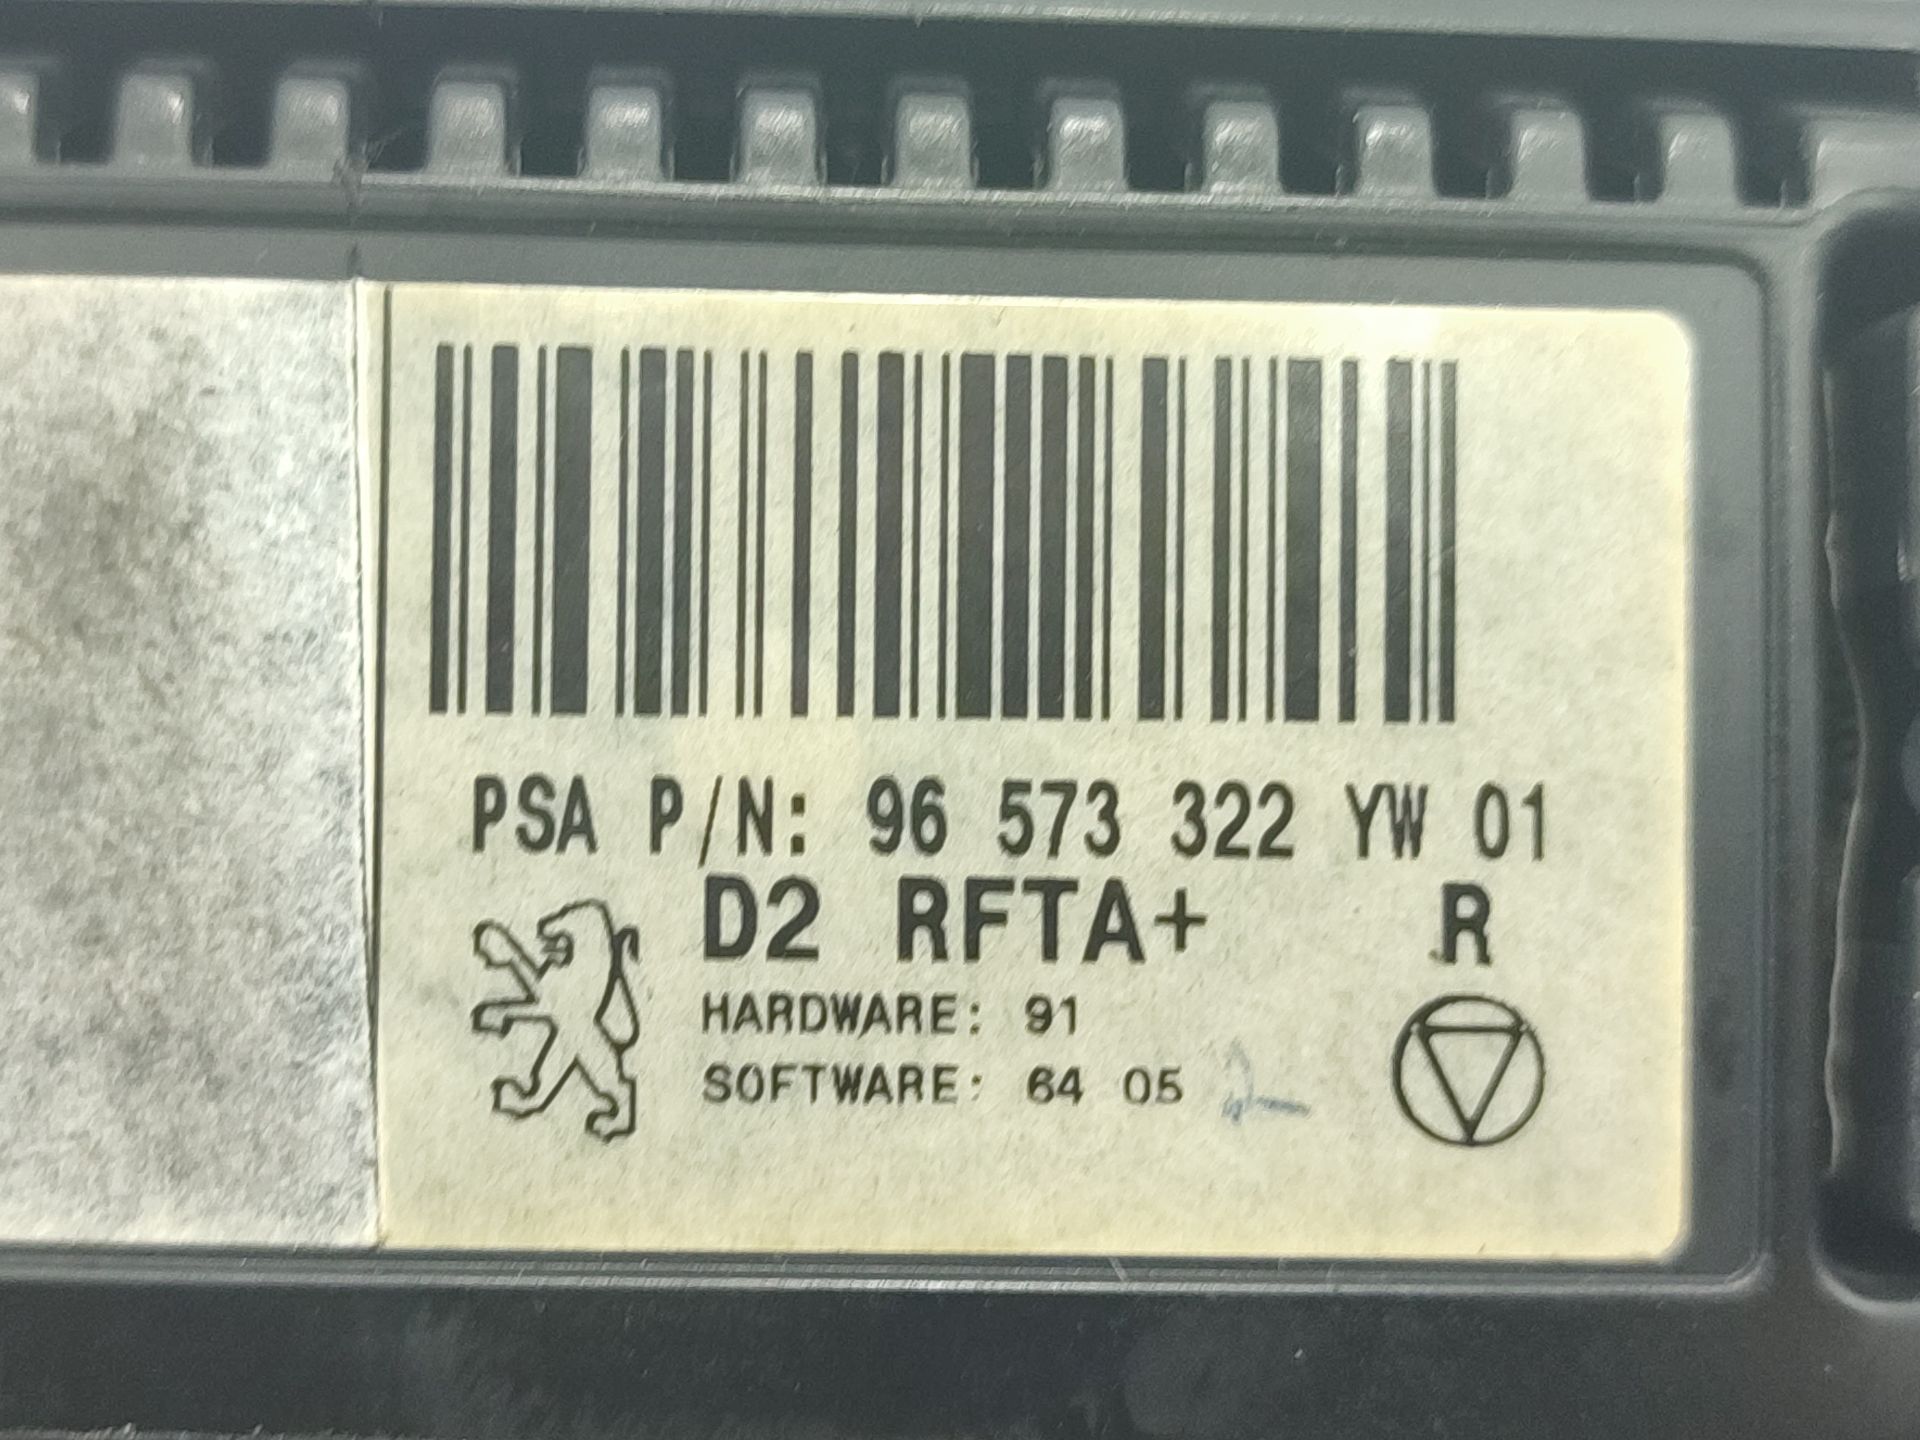 PSA P/N: 96 573 322 YW 01
D2 RFTA+ R
HARDWARE: 91
SOFTWARE: 64 05